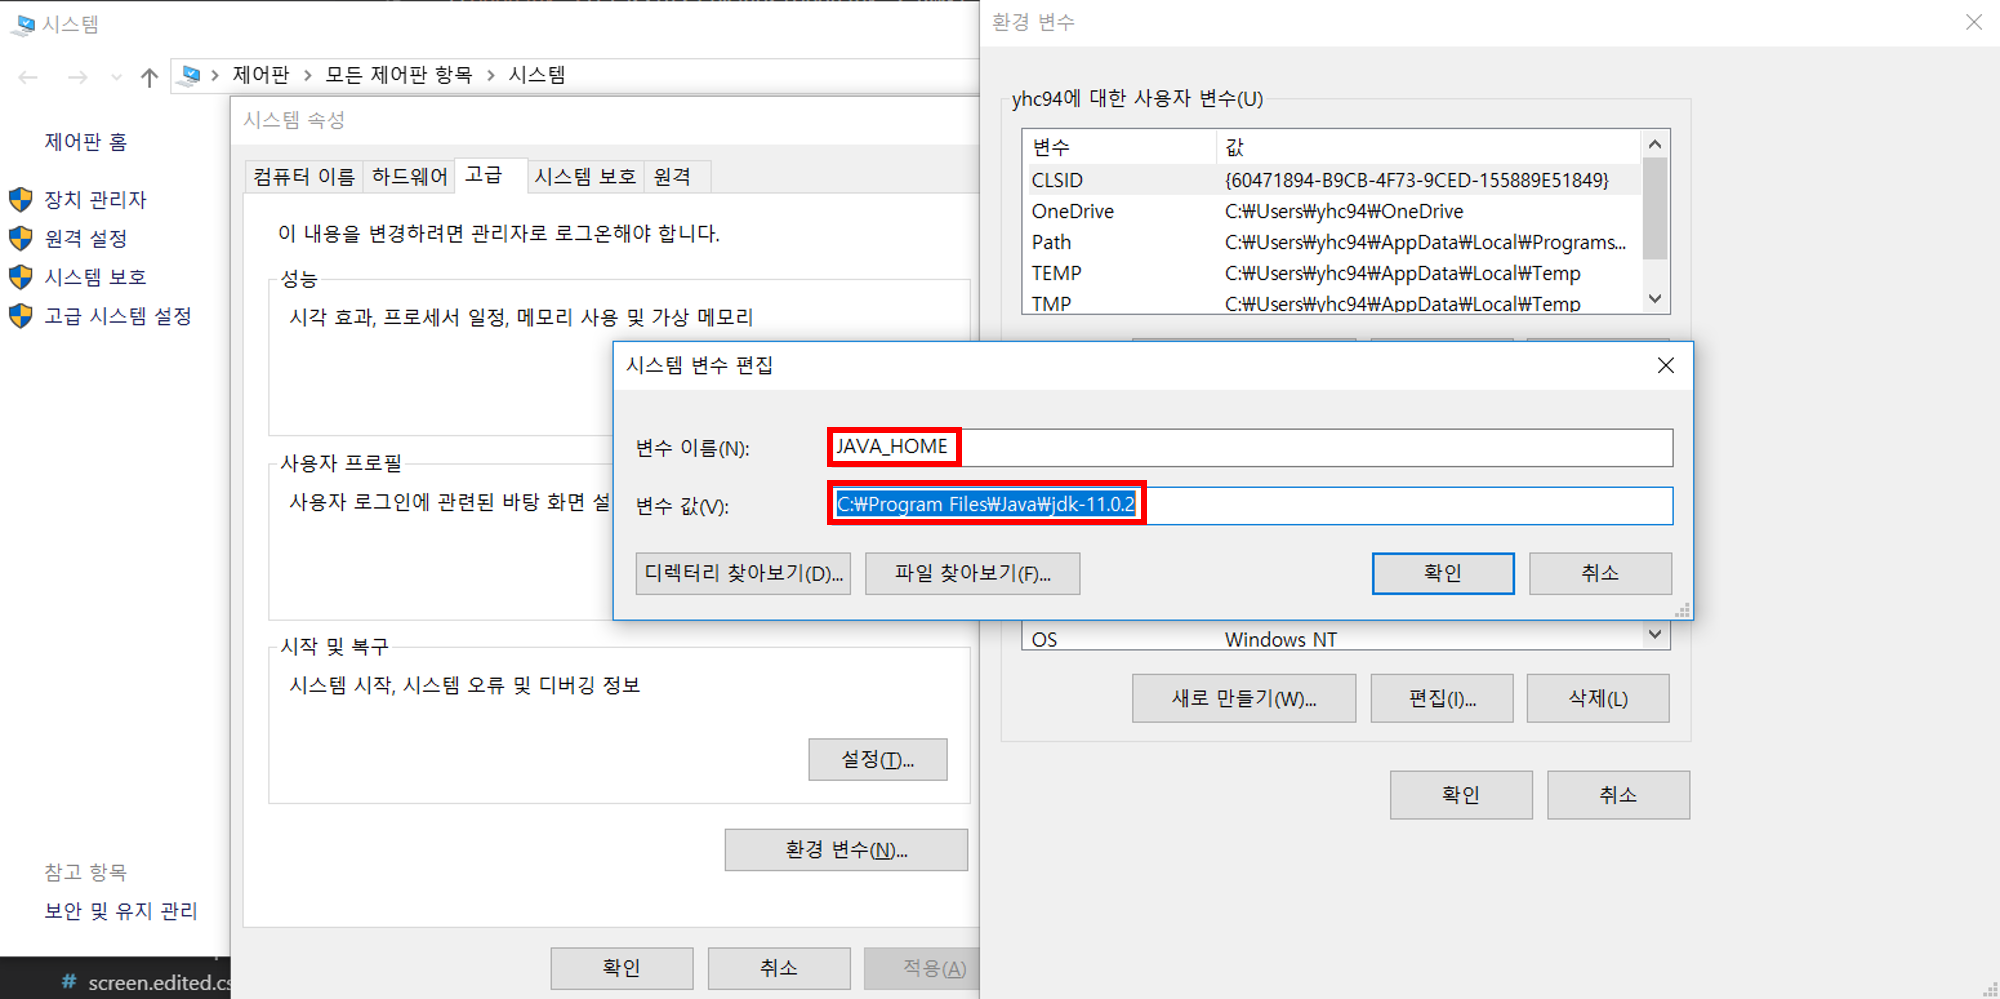 시스템
제어판 > 모든 제어판 항목 > 시스템
제어판 홈
장치 관리자
원격 설정
시스템 보호
고급 시스템 설정
참고 항목
보안 및 유지 관리
# screen.edited.cs
시스템 속성
컴퓨터 이름 하드웨어 고급 시스템 보호 원격
이 내용을 변경하려면 관리자로 로그온해야 합니다.
성능
시각 효과, 프로세서 일정, 메모리 사용 및 가상 메모리
사용자 프로필
사용자 로그인에 관련된 바탕 화면 설
시작 및 복구
시스템 시작, 시스템 오류 및 디버깅 정보
설정(T)...
환경 변수(N)...
확인 취소 적용(A)
환경 변수
yhc94에 대한 사용자 변수(U)
변수 값
CLSID {60471894-B9CB-4F73-9CED-155889E51849}
OneDrive C:₩Users₩yhc94₩OneDrive
Path C:₩Users₩yhc94₩AppData₩Local₩Programs...
TEMP C:₩Users₩yhc94₩AppData₩Local₩Temp
TMP C:₩Users₩yhc94₩AppData₩Local₩Temp
시스템 변수 편집
변수 이름(N): JAVA_HOME
변수 값(V): C:₩Program Files₩Java₩jdk-11.0.2
디렉터리 찾아보기(D)... 파일 찾아보기(F)... 확인 취소
OS Windows NT
새로 만들기(W)... 편집(I)... 삭제(L)
확인 취소